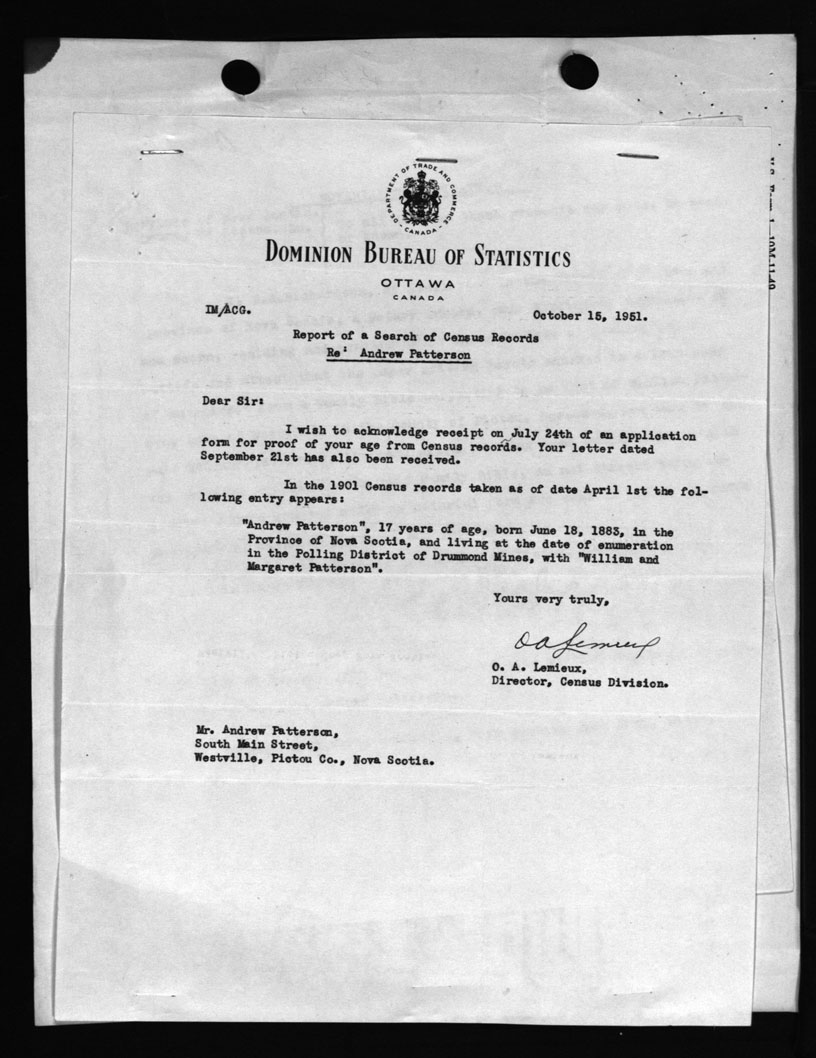 DEPARTMENT OF TRADE AND COMMERCE
- CANADA -
DOMINION BUREAU OF STATISTICS
OTTAWA
CANADA
IM/ACG.
October 15, 1951.
Report of a Search of Census Records
Re: Andrew Patterson
Dear Sir:
I wish to acknowledge receipt on July 24th of an application
form for proof of your age from Census records. Your letter dated
September 21st has also been received.
In the 1901 Census records taken as of date April 1st the fol-
lowing entry appears:
"Andrew Patterson", 17 years of age, born June 18, 1883, in the
Province of Nova Scotia, and living at the date of enumeration
in the Polling District of Drummond Mines, with "William and
Margaret Patterson".
Yours very truly,
O A Lemieux
O. A. Lemieux,
Director, Census Division.
Mr. Andrew Patterson,
South Main Street,
Westville, Pictou Co., Nova Scotia.